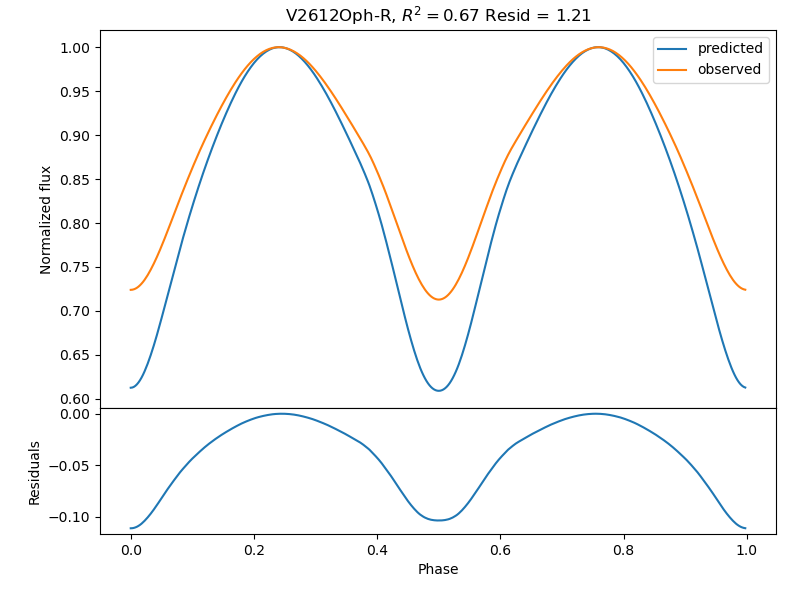 V2612Oph-R, R² = 0.67 Resid = 1.21
predicted
observed
Normalized flux
1.00
0.95
0.90
0.85
0.80
0.75
0.70
0.65
0.60
Residuals
0.00
−0.05
−0.10
0.0 0.2 0.4 0.6 0.8 1.0
Phase